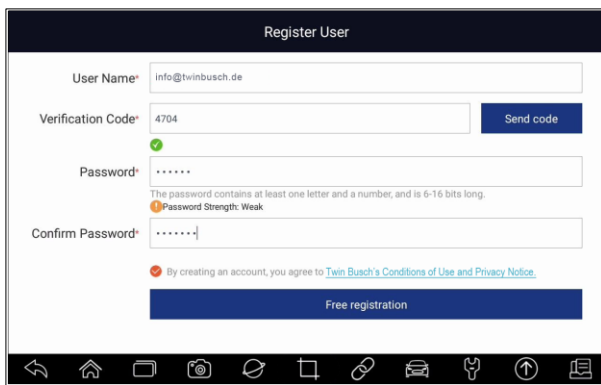 Register User
User Name* info@twinbusch.de
Verification Code* 4704 Send code
Password* ••••••
The password contains at least one letter and a number, and is 6-16 bits long.
Password Strength: Weak
Confirm Password* •••••••
By creating an account, you agree to Twin Busch's Conditions of Use and Privacy Notice.
Free registration